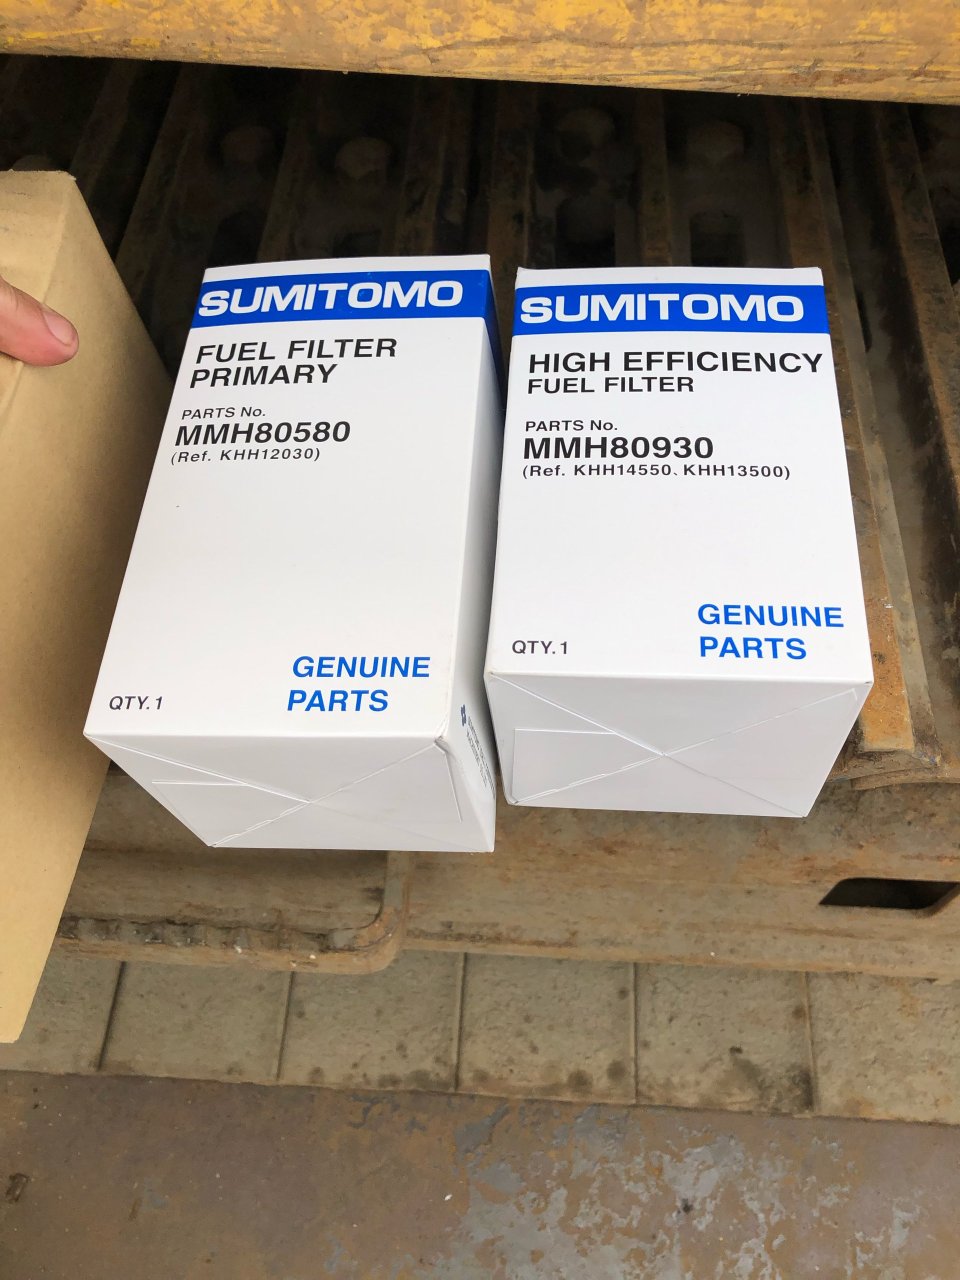 SUMITOMO
FUEL FILTER
PRIMARY
PARTS No.
MMH80580
(Ref. KHH12030)
GENUINE
PARTS
QTY.1
SUMITOMO
HIGH EFFICIENCY
FUEL FILTER
PARTS No.
MMH80930
(Ref. KHH14550、KHH13500)
GENUINE
PARTS
QTY.1